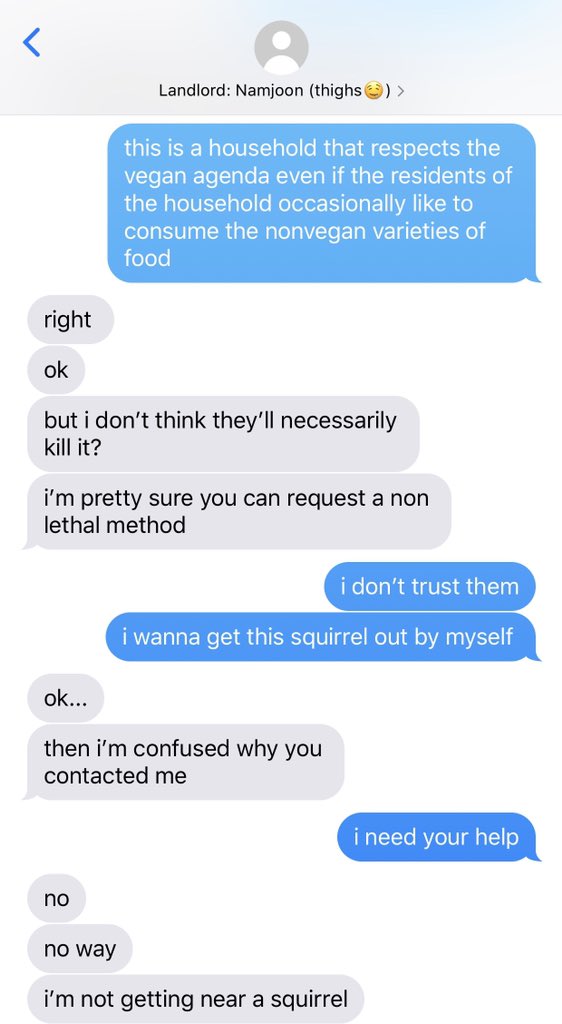 Landlord: Namjoon (thighs🤤)
this is a household that respects the
vegan agenda even if the residents of
the household occasionally like to
consume the nonvegan varieties of
food
right
ok
but i don’t think they’ll necessarily
kill it?
i’m pretty sure you can request a non
lethal method
i don’t trust them
i wanna get this squirrel out by myself
ok...
then i’m confused why you
contacted me
i need your help
no
no way
i’m not getting near a squirrel